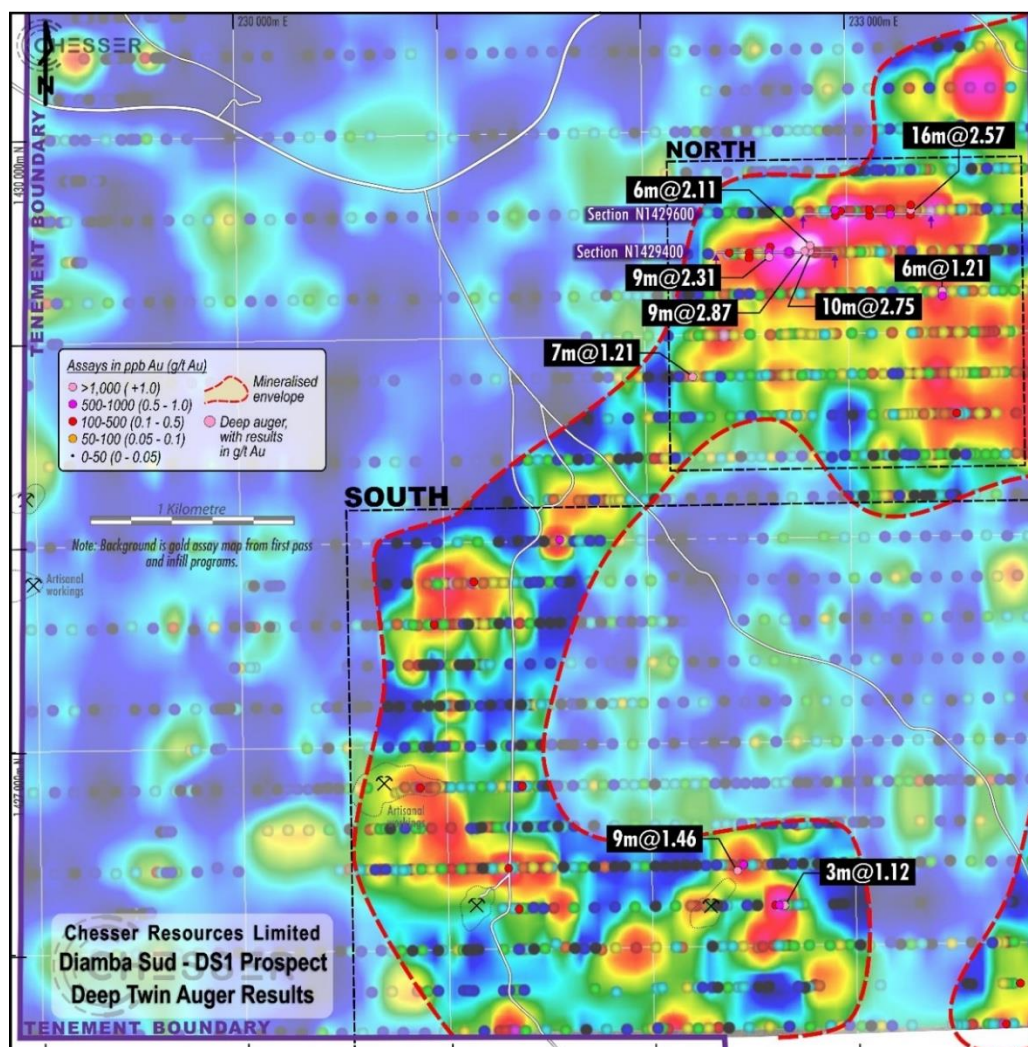 230 000m E
233 000m E
CHESSER
N
TENEMENT BOUNDARY
1 430 000m N
NORTH
16m@2.57
6m@2.11
Section N1429600
Section N1429400
9m@2.31
6m@1.21
9m@2.87
10m@2.75
7m@1.21
Assays in ppb Au (g/t Au)
>1,000 ( +1.0)
500-1000 (0.5 - 1.0)
100-500 (0.1 - 0.5)
50-100 (0.05 - 0.1)
0-50 (0 - 0.05)
Mineralised
envelope
Deep auger,
with results
in g/t Au
SOUTH
1 Kilometre
Note: Background is gold assay map from first pass
and infill programs.
Artisanal
workings
1 427 000m N
Artisanal
9m@1.46
3m@1.12
Chesser Resources Limited
Diamba Sud - DS1 Prospect
Deep Twin Auger Results
TENEMENT BOUNDARY